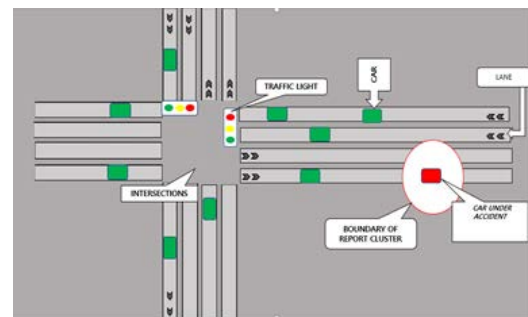 TRAFFIC LIGHT
CAR
LANE
INTERSECTIONS
BOUNDARY OF
REPORT CLUSTER
CAR UNDER
ACCIDENT